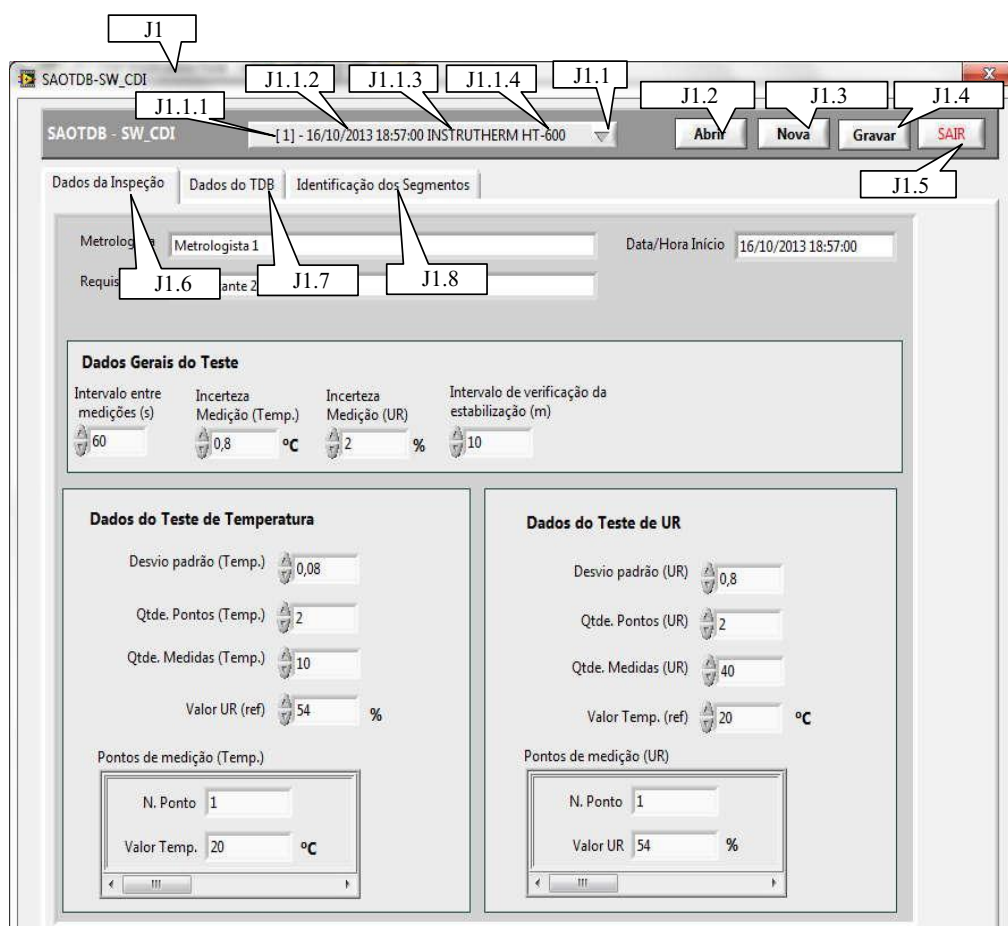 J1
SAOTDB-SW_CDI
J1.1.2 J1.1.3 J1.1.4 J1.1
X
J1.1.1
J1.2 J1.3 J1.4
SAOTDB - SW_CDI
[ 1] - 16/10/2013 18:57:00 INSTRUTHERM HT-600
Abrir Nova Gravar SAIR
J1.5
Dados da Inspeção Dados do TDB Identificação dos Segmentos
Metrologista 1
Data/Hora Início 16/10/2013 18:57:00
J1.6 J1.7 J1.8
Dados Gerais do Teste
Intervalo entre medições (s)
Incerteza Medição (Temp.)
Incerteza Medição (UR)
Intervalo de verificação da estabilização (m)
60 0,8 ºC 2 % 10
Dados do Teste de Temperatura
Desvio padrão (Temp.) 0,08
Qtde. Pontos (Temp.) 2
Qtde. Medidas (Temp.) 10
Valor UR (ref) 54 %
Pontos de medição (Temp.)
N. Ponto 1
Valor Temp. 20 ºC
Dados do Teste de UR
Desvio padrão (UR) 0,8
Qtde. Pontos (UR) 2
Qtde. Medidas (UR) 40
Valor Temp. (ref) 20 ºC
Pontos de medição (UR)
N. Ponto 1
Valor UR 54 %